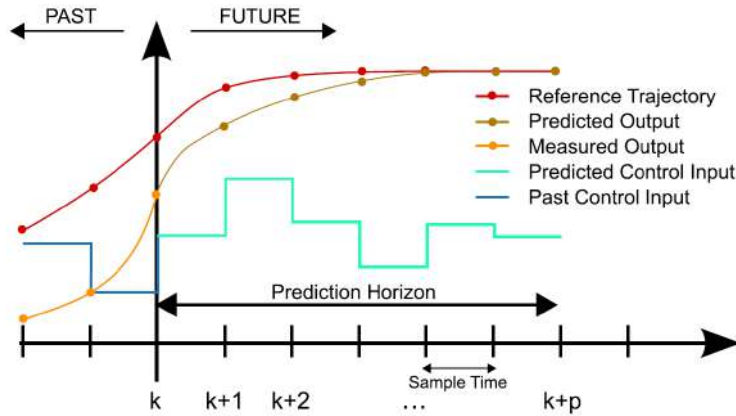 PAST
FUTURE
Reference Trajectory
Predicted Output
Measured Output
Predicted Control Input
Past Control Input
Prediction Horizon
Sample Time
k
k+1
k+2
...
k+p